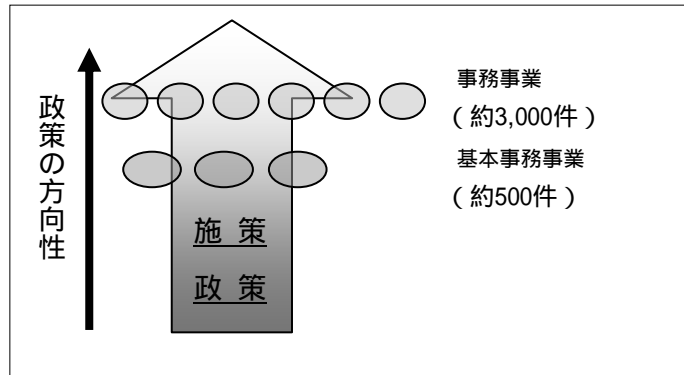 政策の方向性
事務事業
（約3,000件）
基本事務事業
（約500件）
施 策
政 策